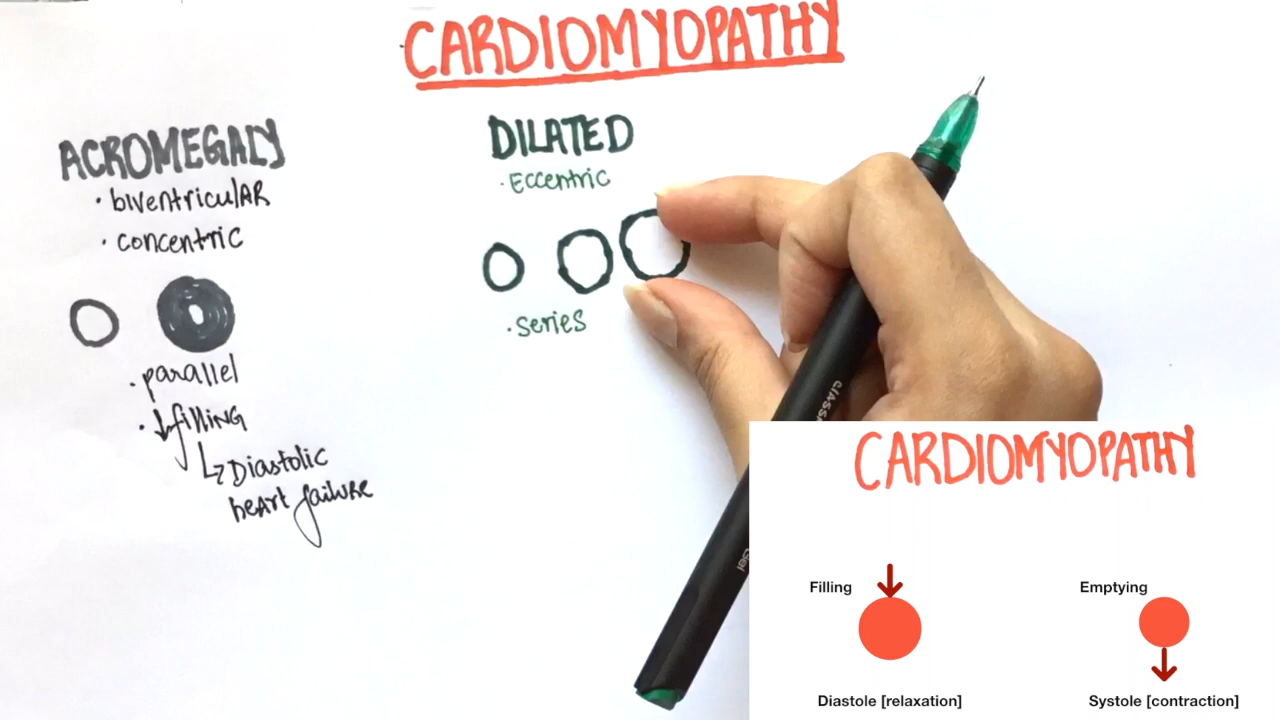 CARDIOMYOPATHY
ACROMEGALY
• biventriculAR
• concentric
• parallel
• ↓filliNG
↳ Diastolic
heArt failuRe
DILATED
• Eccentric
• series
CARDIOMYOPATHY
Filling
Emptying
Diastole [relaxation]
Systole [contraction]